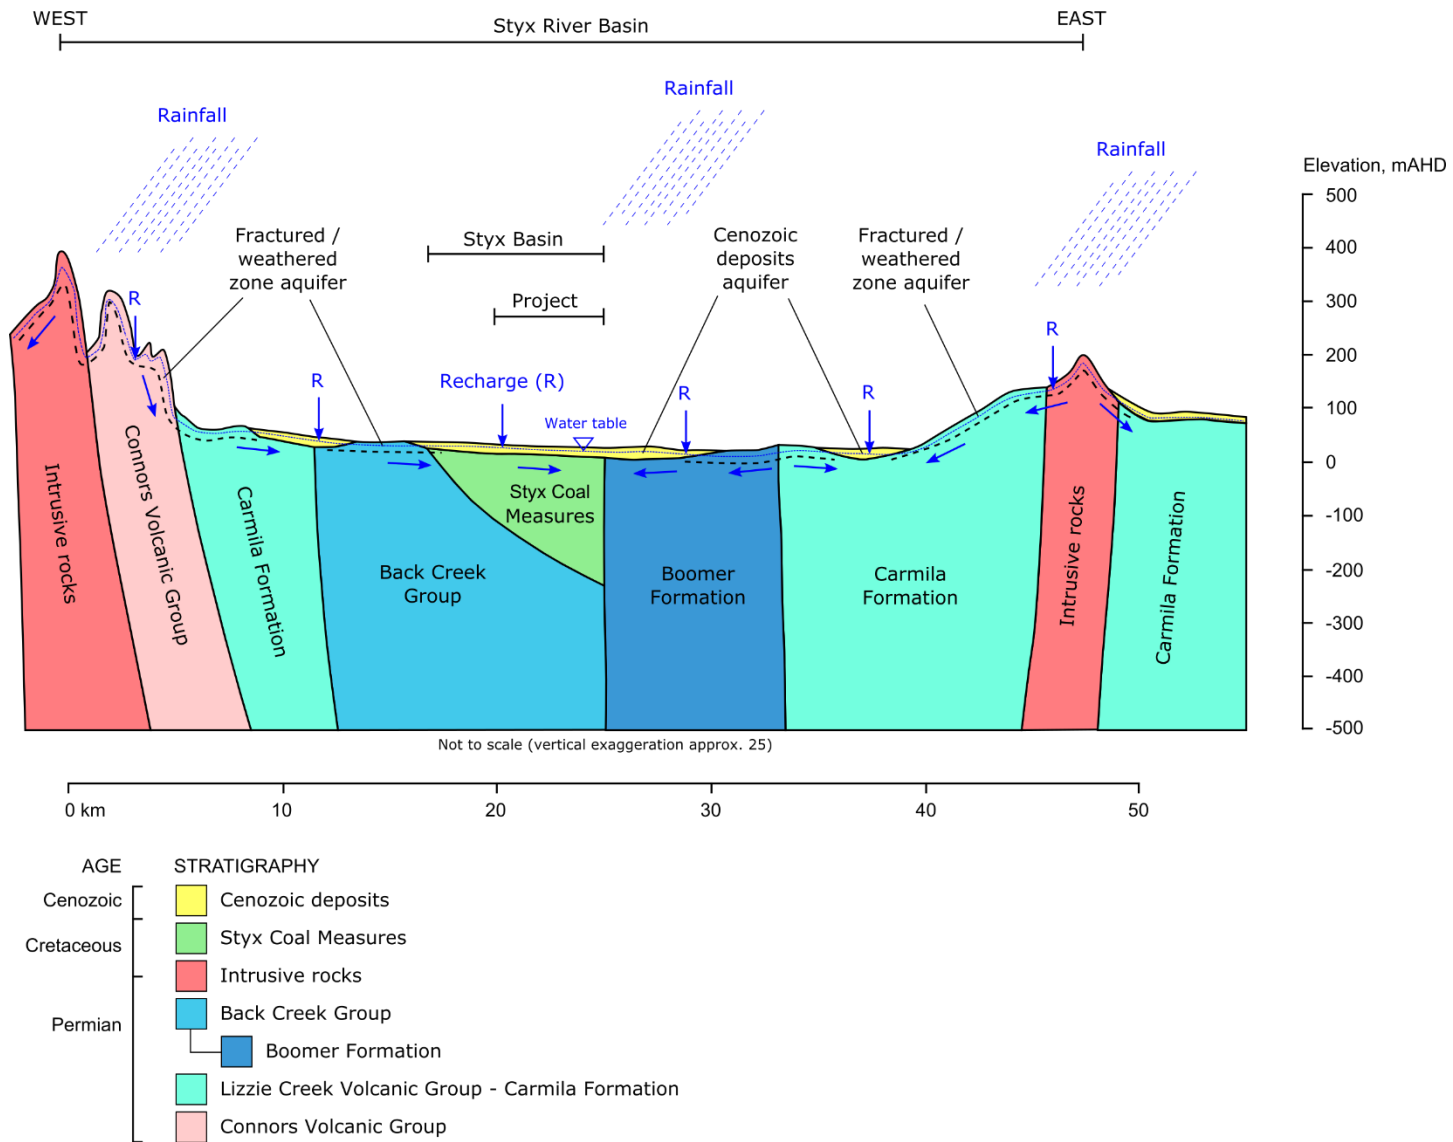 WEST
EAST
Styx River Basin
Rainfall
Rainfall
Rainfall
Elevation, mAHD
500
400
300
200
100
0
-100
-200
-300
-400
-500
Fractured /
weathered
zone aquifer
Styx Basin
Project
Cenozoic
deposits
aquifer
Fractured /
weathered
zone aquifer
R
R
Recharge (R)
Water table
R
R
R
Intrusive rocks
Connors Volcanic Group
Carmila Formation
Back Creek
Group
Styx Coal
Measures
Boomer
Formation
Carmila
Formation
Intrusive rocks
Carmila Formation
Not to scale (vertical exaggeration approx. 25)
0 km
10
20
30
40
50
AGE
STRATIGRAPHY
Cenozoic
Cenozoic deposits
Cretaceous
Styx Coal Measures
Intrusive rocks
Permian
Back Creek Group
Boomer Formation
Lizzie Creek Volcanic Group - Carmila Formation
Connors Volcanic Group